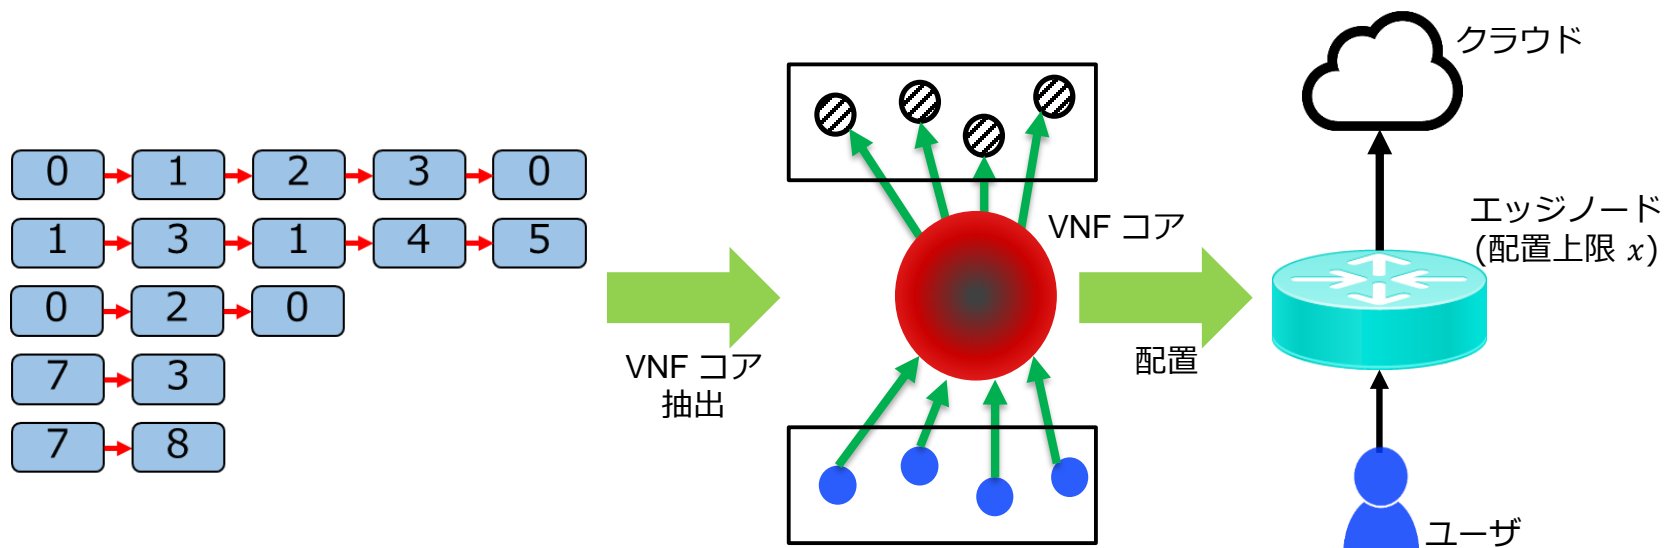 0 1 2 3 0
1 3 1 4 5
0 2 0
7 3
7 8
VNF コア
抽出
VNF コア
配置
クラウド
エッジノード
(配置上限 x)
ユーザ